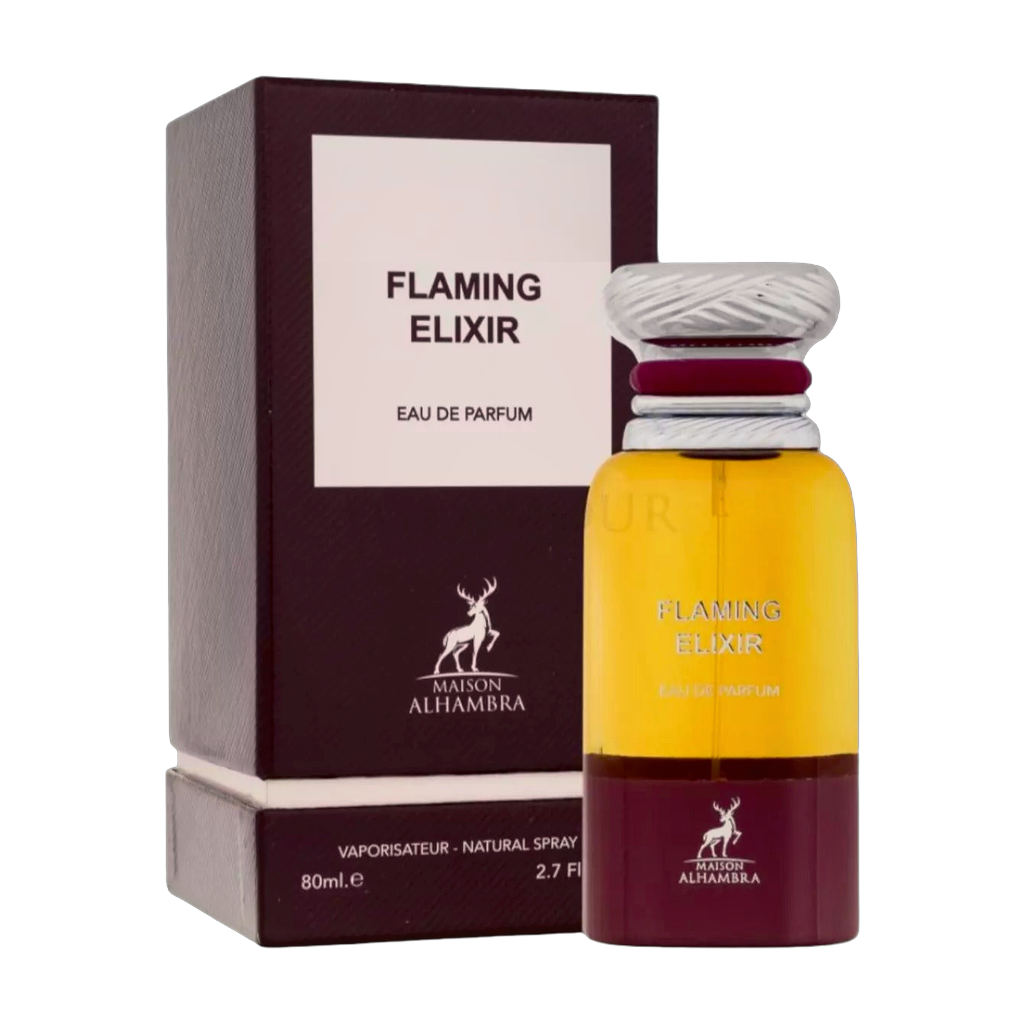 FLAMING
ELIXIR
EAU DE PARFUM
MAISON
ALHAMBRA
VAPORISATEUR - NATURAL SPRAY
80ml.e
2.7 Fl
FLAMING
ELIXIR
EAU DE PARFUM
MAISON
ALHAMBRA